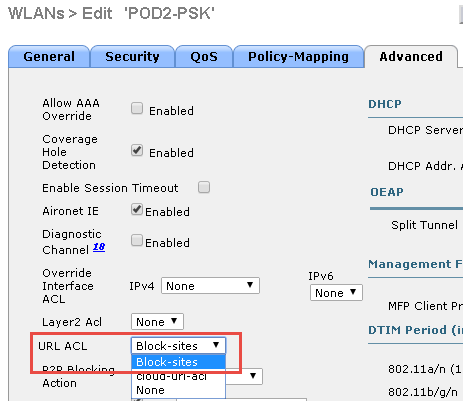 WLANs > Edit 'POD2-PSK'
General Security QoS Policy-Mapping Advanced
Allow AAA Override Enabled
Coverage Hole Detection Enabled
Enable Session Timeout
Aironet IE Enabled
Diagnostic Channel 18 Enabled
Override Interface ACL IPv4 None IPv6 None
Layer2 Acl None
URL ACL Block-sites
Block-sites
cloud-url-acl
None
P2P Blocking Action
DHCP
DHCP Server
DHCP Addr.
OEAP
Split Tunnel
Management
MFP Client
DTIM Period
802.11a/n (1
802.11b/g/n